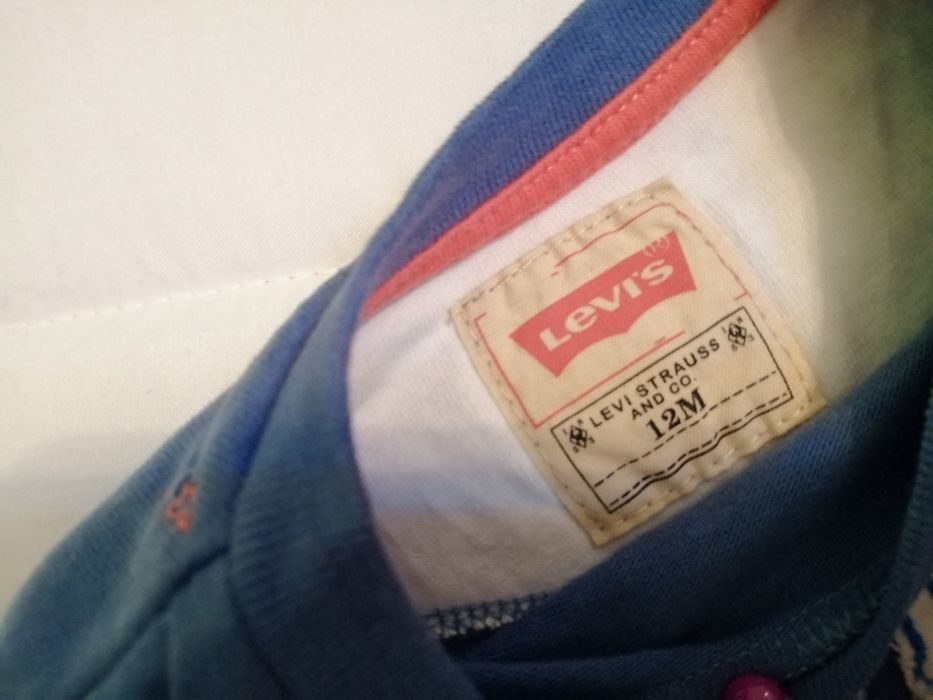 Levi's ®
LEVI STRAUSS
AND CO.
12M